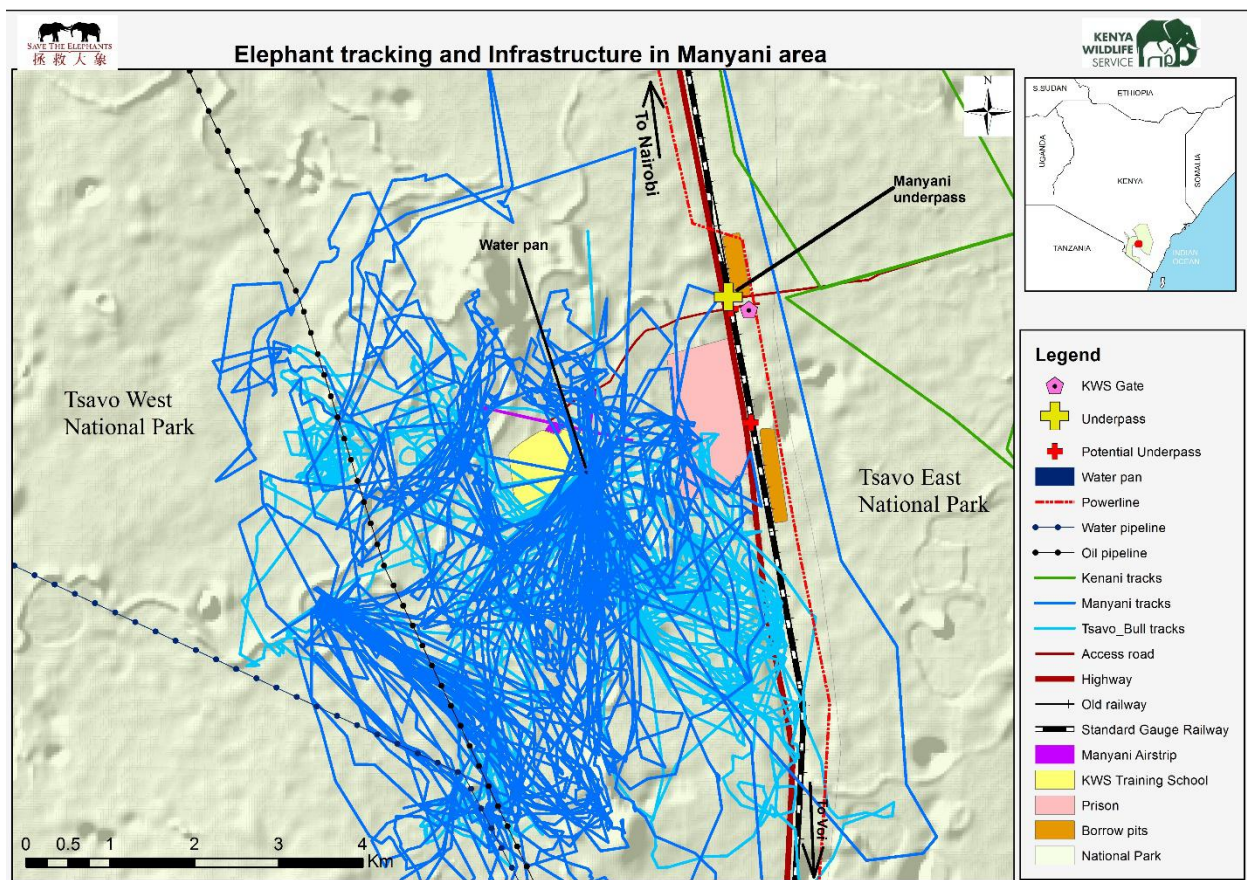 SAVE THE ELEPHANTS
拯救大象
Elephant tracking and Infrastructure in Manyani area
KENYA
WILDLIFE
SERVICE
N
To Nairobi
Manyani
underpass
Water pan
Tsavo West
National Park
Tsavo East
National Park
To Voi
0 0.5 1 2 3 4
Km
S.SUDAN
ETHIOPIA
UGANDA
KENYA
SOMALIA
TANZANIA
INDIAN
OCEAN
Legend
KWS Gate
Underpass
Potential Underpass
Water pan
Powerline
Water pipeline
Oil pipeline
Kenani tracks
Manyani tracks
Tsavo_Bull tracks
Access road
Highway
Old railway
Standard Gauge Railway
Manyani Airstrip
KWS Training School
Prison
Borrow pits
National Park